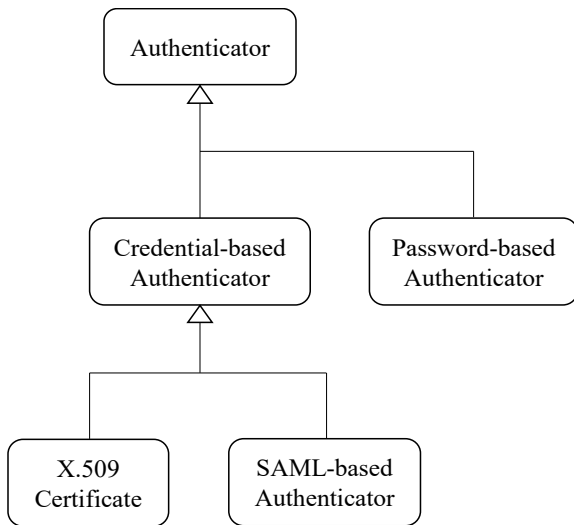 Authenticator
Credential-based
Authenticator
Password-based
Authenticator
X.509
Certificate
SAML-based
Authenticator